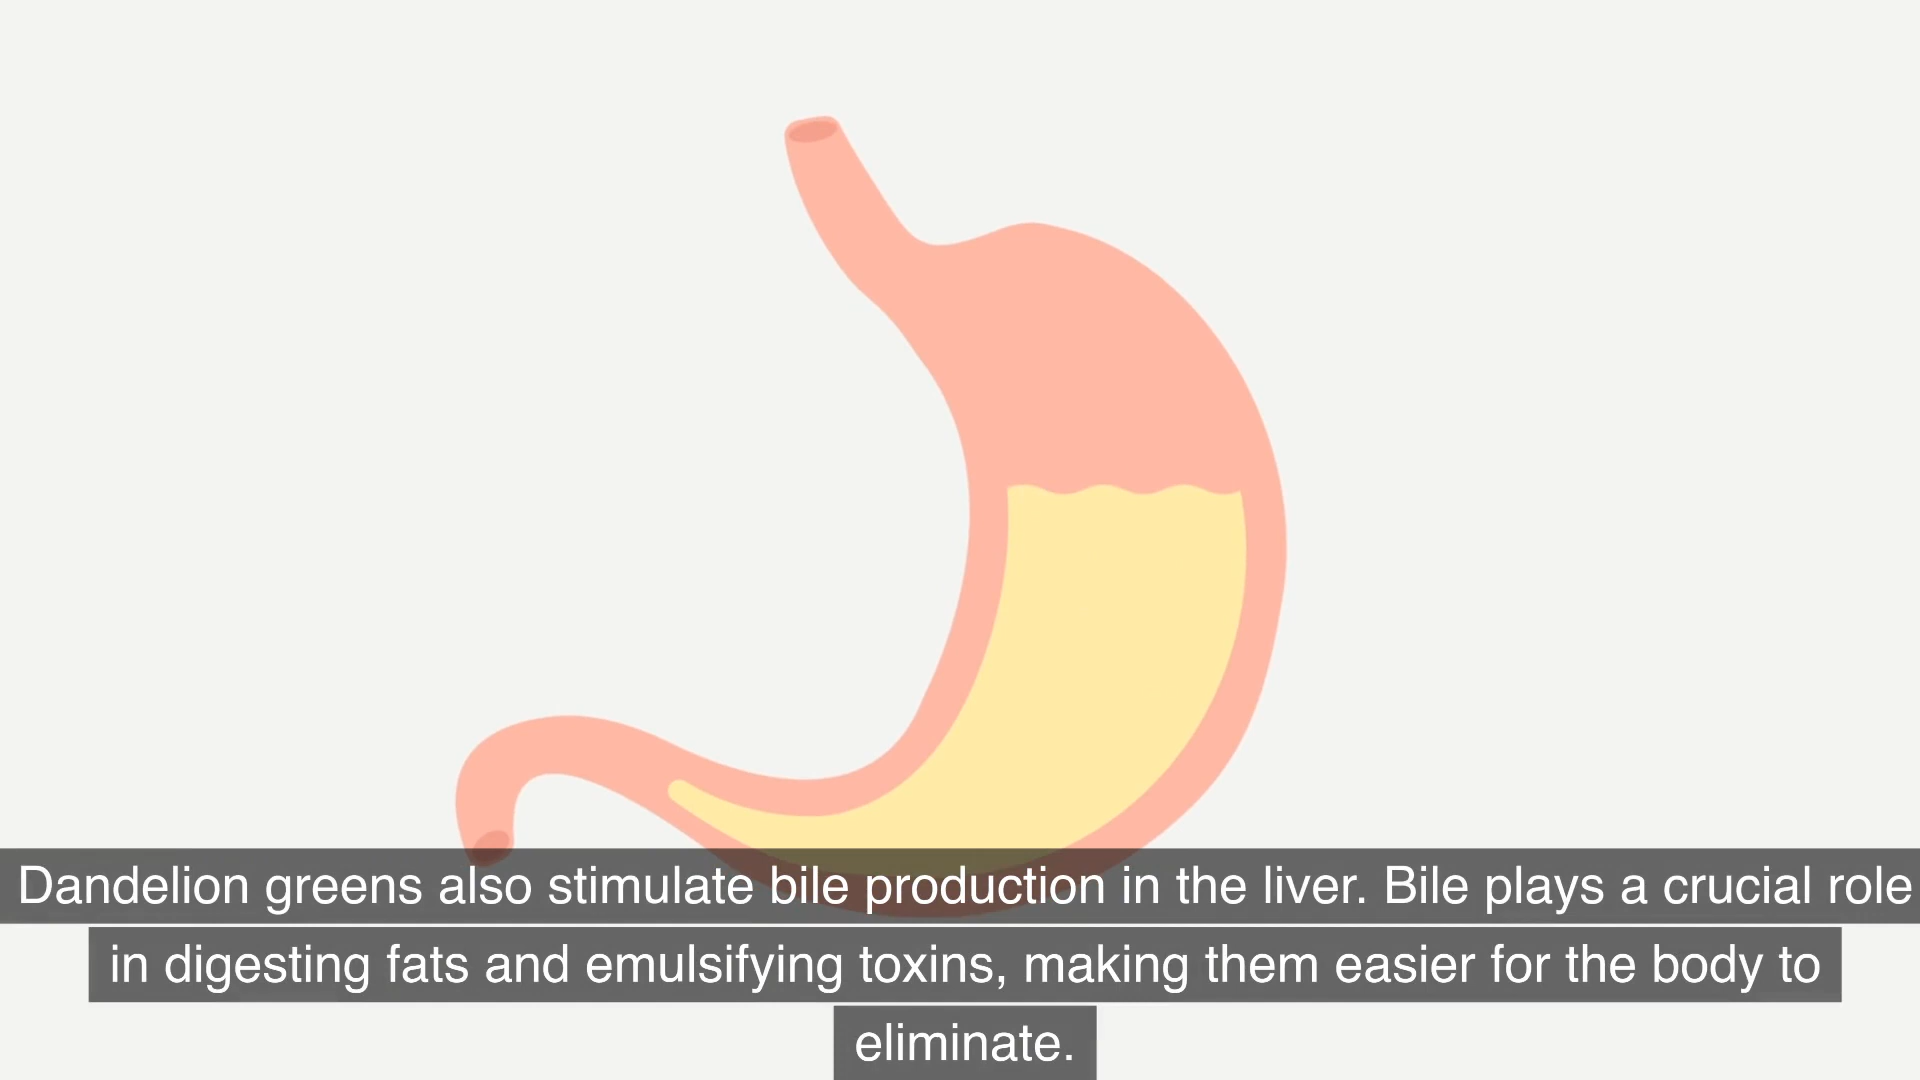 Dandelion greens also stimulate bile production in the liver. Bile plays a crucial role
in digesting fats and emulsifying toxins, making them easier for the body to
eliminate.